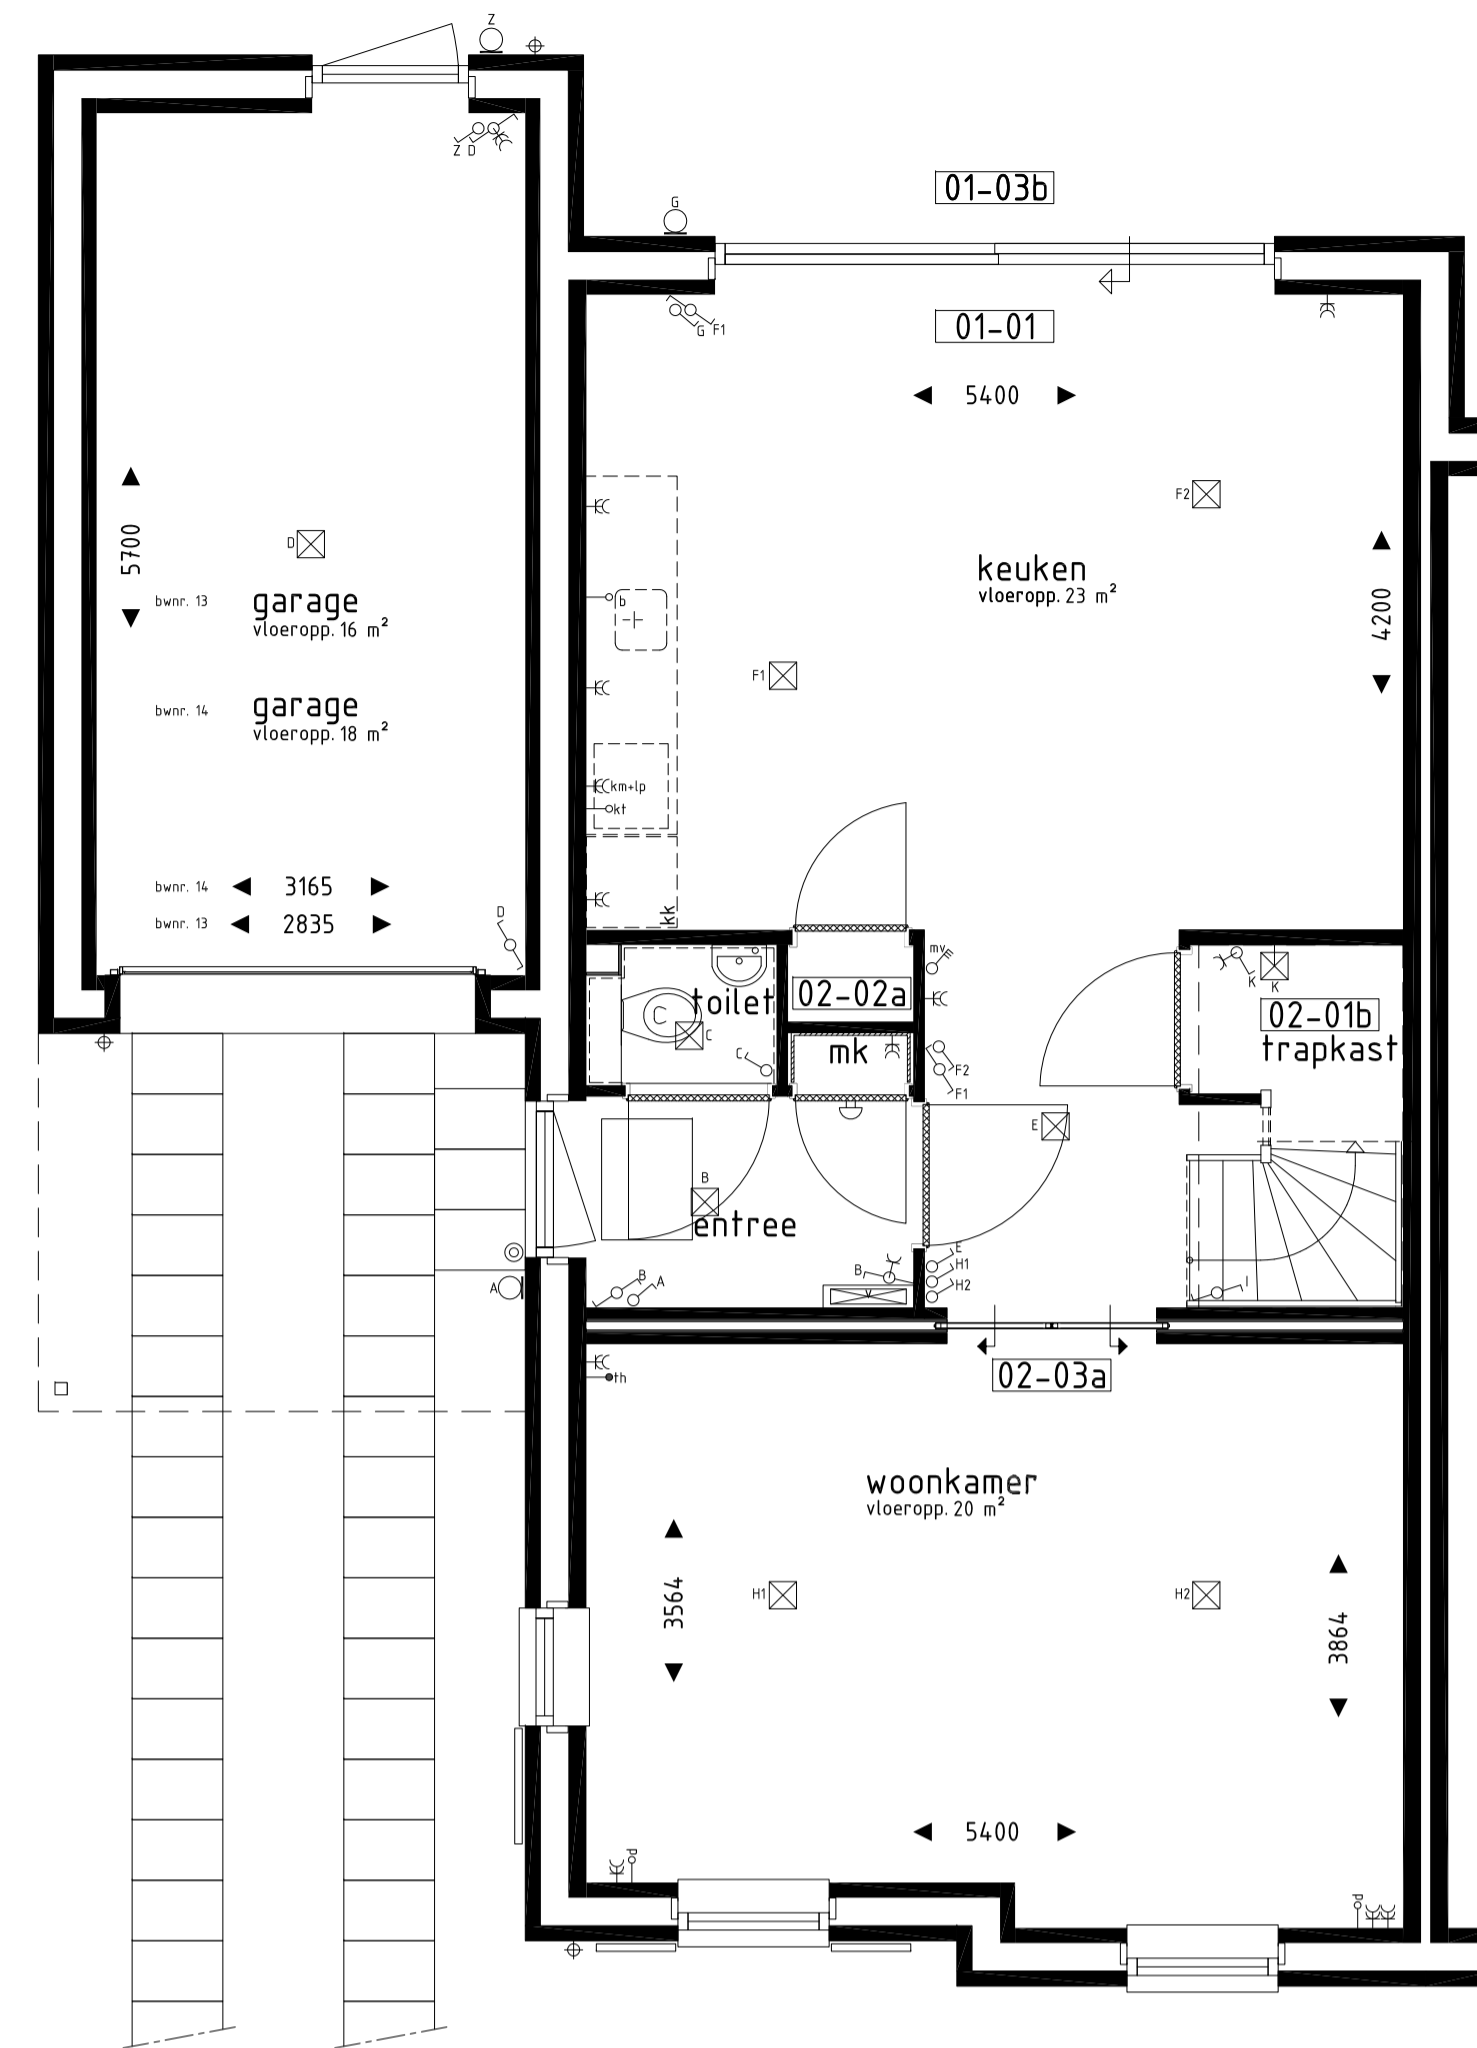 Z
Z D
G
01-03b
G F1
01-01
5400
F2
5700
D
bwnr. 13
garage
vloeropp. 16 m²
keuken
vloeropp. 23 m²
4200
b
F1
bwnr. 14
garage
vloeropp. 18 m²
km+lp
kt
bwnr. 14 3165
bwnr. 13 2835
D
kk
mv
toilet
02-02a
K
K
02-01b
trapkast
C
C
mk
F2
F1
E
B
entree
E
H1
H2
B
A
B
V
A
I
th
02-03a
woonkamer
vloeropp. 20 m²
3564
H1
H2
3864
5400
d
d